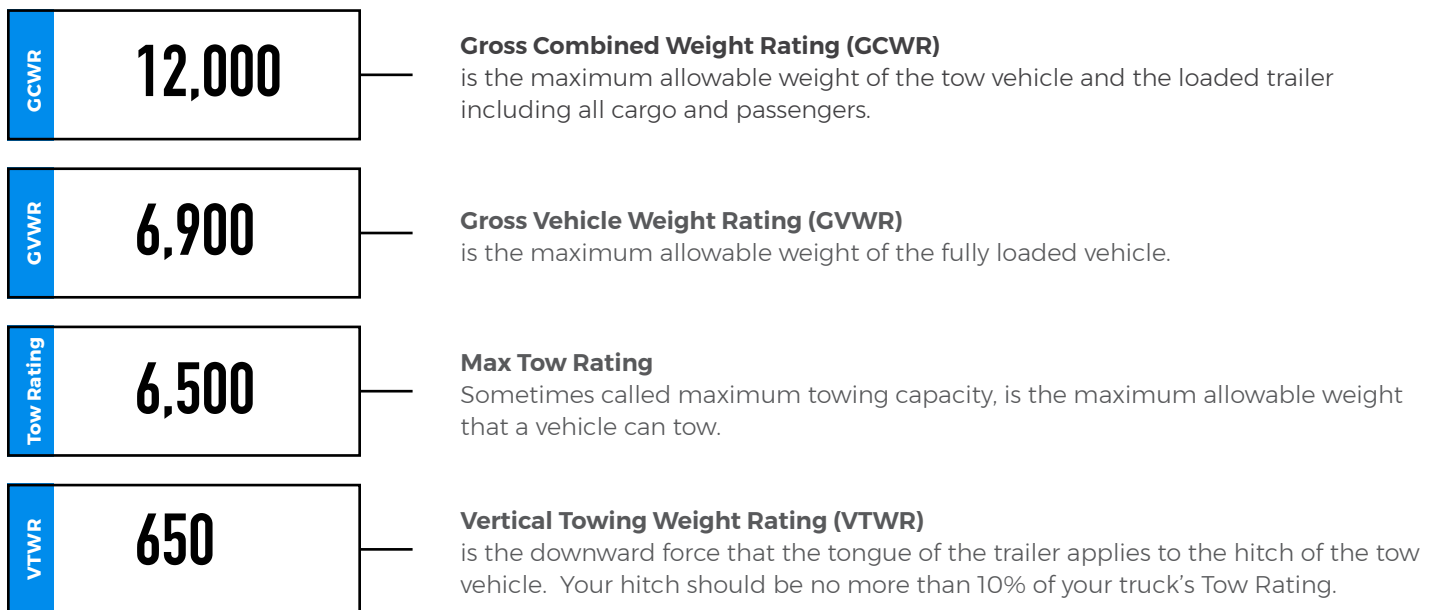 GCWR
12,000
Gross Combined Weight Rating (GCWR)
is the maximum allowable weight of the tow vehicle and the loaded trailer
including all cargo and passengers.
GVWR
6,900
Gross Vehicle Weight Rating (GVWR)
is the maximum allowable weight of the fully loaded vehicle.
Tow Rating
6,500
Max Tow Rating
Sometimes called maximum towing capacity, is the maximum allowable weight
that a vehicle can tow.
VTWR
650
Vertical Towing Weight Rating (VTWR)
is the downward force that the tongue of the trailer applies to the hitch of the tow
vehicle.  Your hitch should be no more than 10% of your truck's Tow Rating.